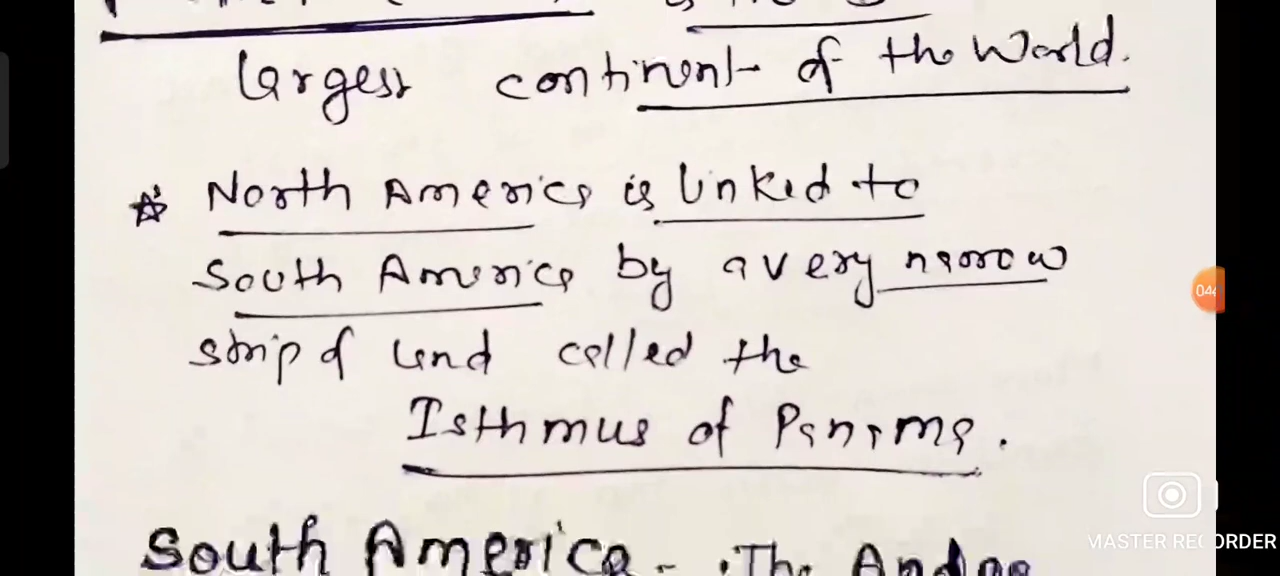 largest continent of the World.
☆ North America is linked to
South America by a very narrow
strip of land called the
Isthmus of Panama.
South America - . The Andes
046
MASTER RECORDER